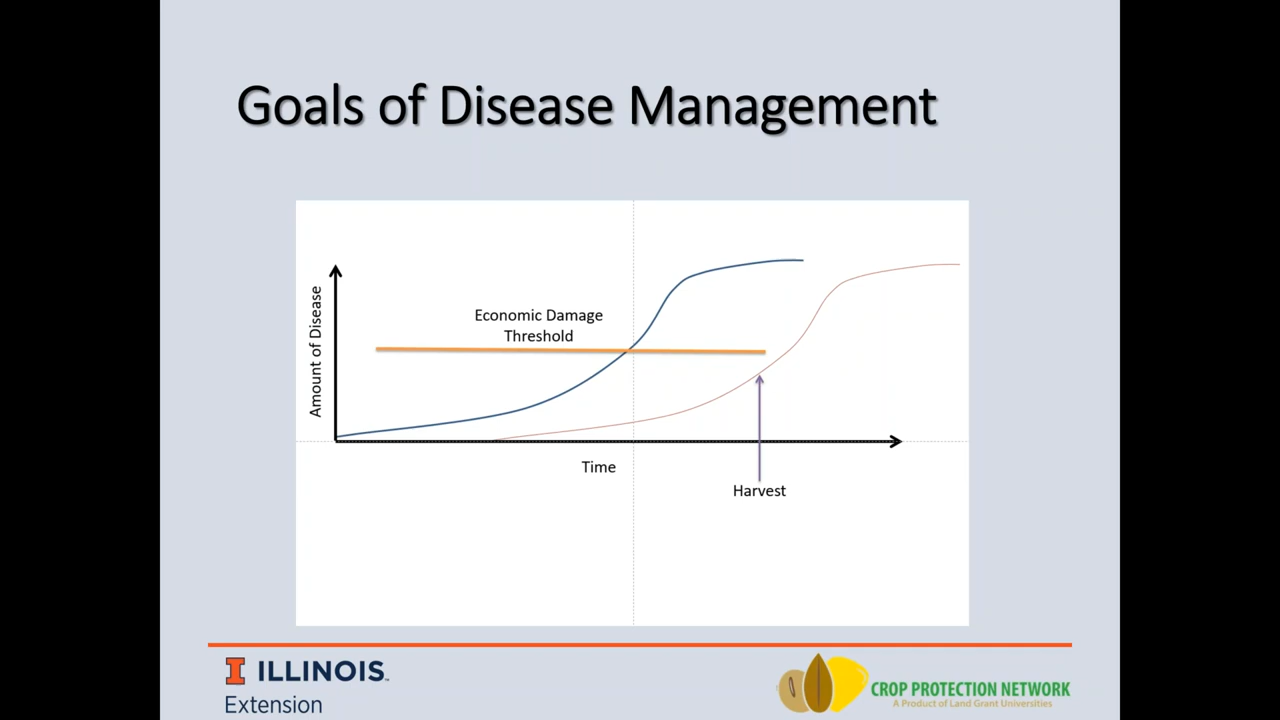 Goals of Disease Management
Economic Damage
Threshold
Amount of Disease
Time
Harvest
I ILLINOIS
Extension
CROP PROTECTION NETWORK
A Product of Land Grant Universities